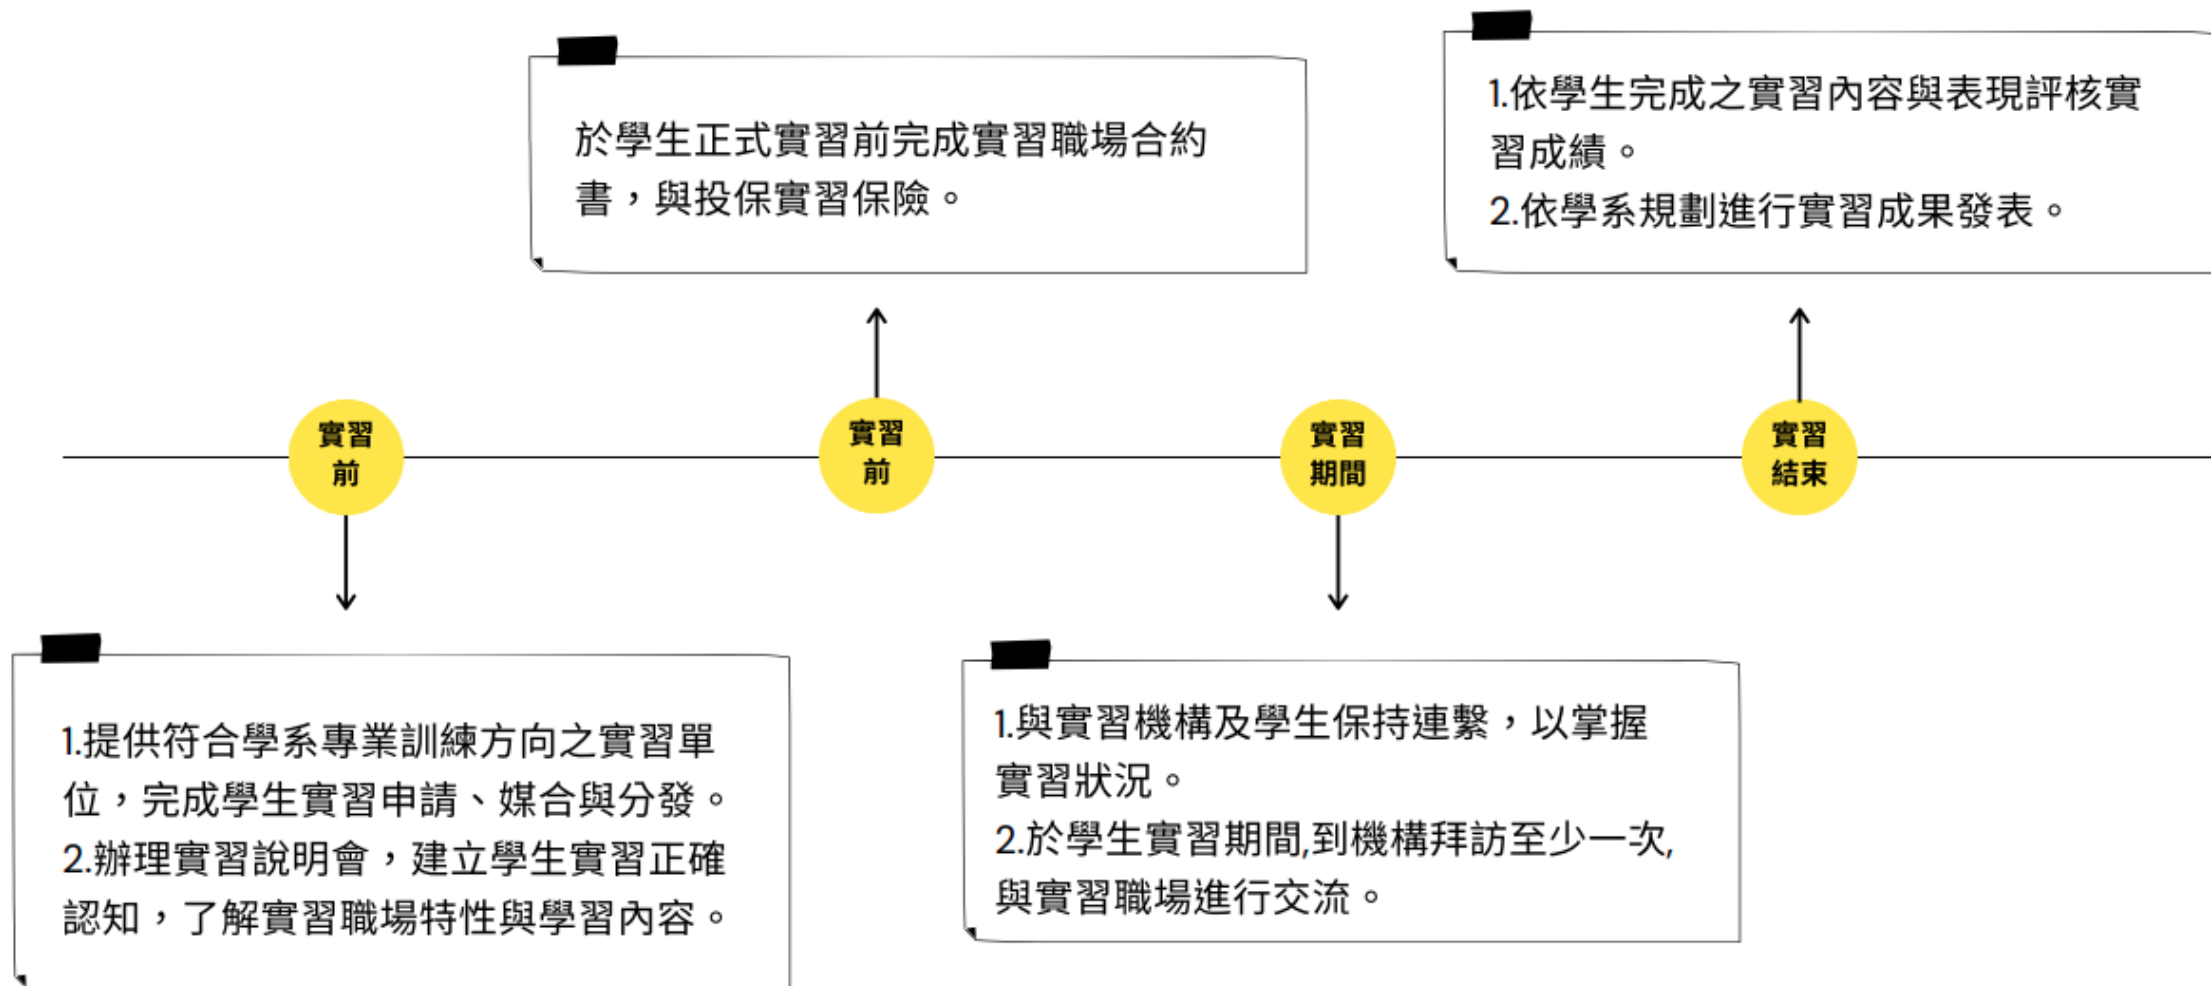 實習
前
1.提供符合學系專業訓練方向之實習單
位，完成學生實習申請、媒合與分發。
2.辦理實習說明會，建立學生實習正確
認知，了解實習職場特性與學習內容。
實習
前
於學生正式實習前完成實習職場合約
書，與投保實習保險。
實習
期間
1.與實習機構及學生保持連繫，以掌握
實習狀況。
2.於學生實習期間,到機構拜訪至少一次,
與實習職場進行交流。
實習
結束
1.依學生完成之實習內容與表現評核實
習成績。
2.依學系規劃進行實習成果發表。